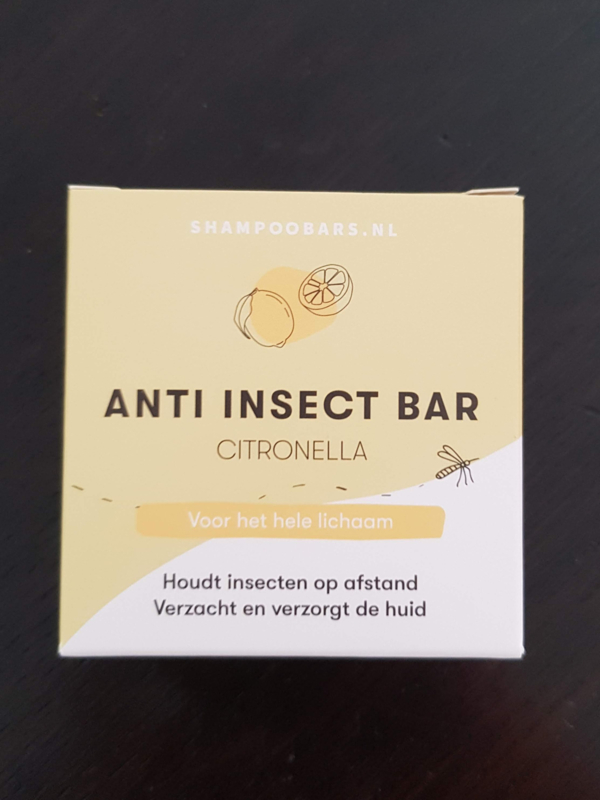 SHAMPOOBARS.NL
ANTI INSECT BAR
CITRONELLA
Voor het hele lichaam
Houdt insecten op afstand
Verzacht en verzorgt de huid